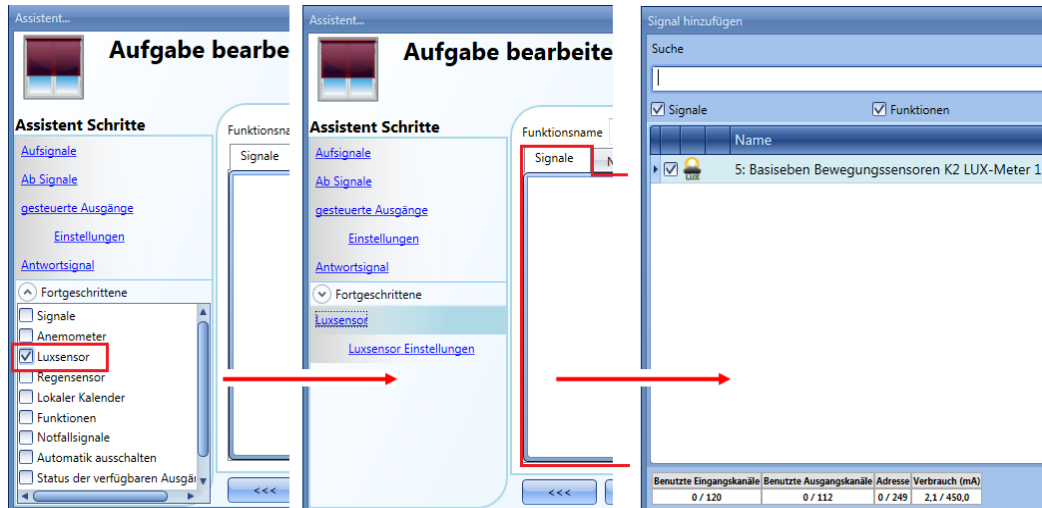 Assistent...
Aufgabe bearbe
Assistent Schritte
Aufsignale
Ab Signale
gesteuerte Ausgänge
Einstellungen
Antwortsignal
Fortgeschrittene
Signale
Anemometer
Luxsensor
Regensensor
Lokaler Kalender
Funktionen
Notfallsignale
Automatik ausschalten
Status der verfügbaren Ausgäi
Funktionsna
Signale
<<<
Assistent...
Aufgabe bearbeite
Assistent Schritte
Aufsignale
Ab Signale
gesteuerte Ausgänge
Einstellungen
Antwortsignal
Fortgeschrittene
Luxsensor
Luxsensor Einstellungen
Funktionsname
Signale N
<<<
Signal hinzufügen
Suche
Signale Funktionen
Name
LUX 5: Basiseben Bewegungssensoren K2 LUX-Meter 1
Benutzte Eingangskanäle Benutzte Ausgangskanäle Adresse Verbrauch (mA)
0 / 120 0 / 112 0 / 249 2,1 / 450,0